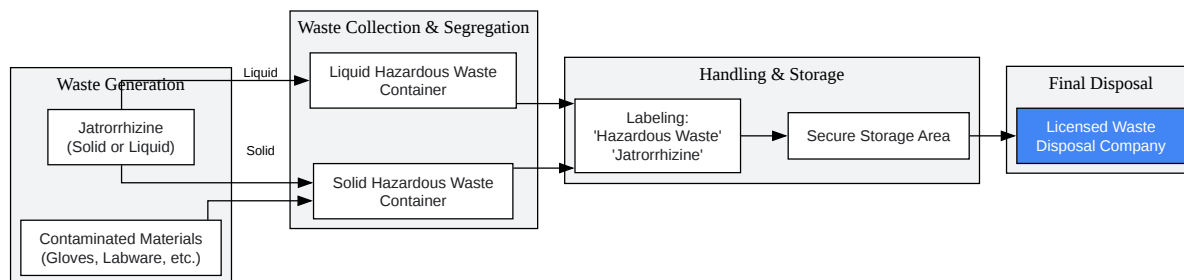 Waste Generation
Jatrorrhizine
(Solid or Liquid)
Contaminated Materials
(Gloves, Labware, etc.)
Liquid
Solid
Waste Collection & Segregation
Liquid Hazardous Waste
Container
Solid Hazardous Waste
Container
Handling & Storage
Labeling:
'Hazardous Waste'
'Jatrorrhizine'
Secure Storage Area
Final Disposal
Licensed Waste
Disposal Company